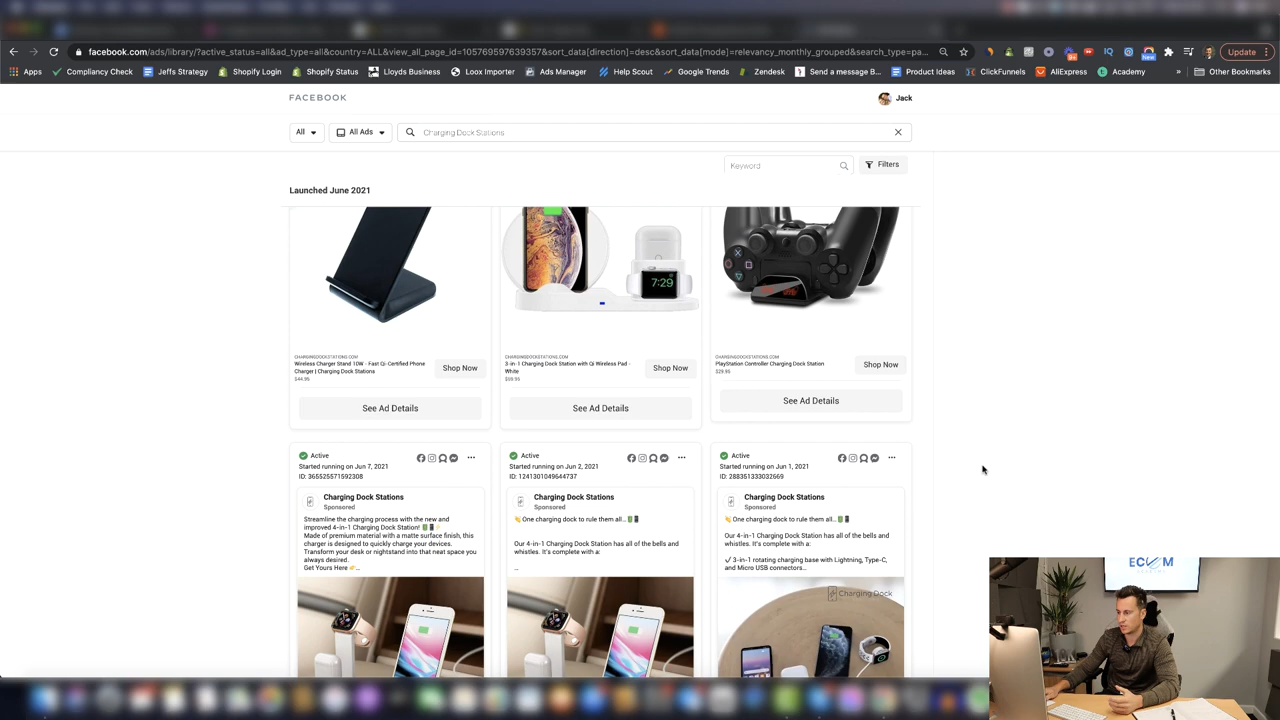 facebook.com/ads/library/?active_status=all&ad_type=all&country=ALL&view_all_page_id=105769597639357&sort_data[direction]=desc&sort_data[mode]=relevancy_monthly_grouped&search_type=pa...
Update
Apps
Compliancy Check
Jeffs Strategy
Shopify Login
Shopify Status
Lloyds Business
Loox Importer
Ads Manager
Help Scout
Google Trends
Zendesk
Send a message B...
Product Ideas
ClickFunnels
AliExpress
Academy
»
Other Bookmarks
FACEBOOK
Jack
All
All Ads
Charging Dock Stations
Keyword
Filters
Launched June 2021
7:29
CHARGINGDOCKSTATIONS.COM
Wireless Charger Stand 10W - Fast Qi-Certified Phone
Charger | Charging Dock Stations
$44.95
Shop Now
See Ad Details
CHARGINGDOCKSTATIONS.COM
3-in-1 Charging Dock Station with Qi Wireless Pad -
White
$59.95
Shop Now
See Ad Details
CHARGINGDOCKSTATIONS.COM
PlayStation Controller Charging Dock Station
$29.95
Shop Now
See Ad Details
Active
Started running on Jun 7, 2021
ID: 365525571592308
Charging Dock Stations
Sponsored
Streamline the charging process with the new and
improved 4-in-1 Charging Dock Station!
Made of premium material with a matte surface finish, this
charger is designed to quickly charge your devices.
Transform your desk or nightstand into that neat space you
always desired.
Get Yours Here 👉...
Active
Started running on Jun 2, 2021
ID: 1241301049644737
Charging Dock Stations
Sponsored
One charging dock to rule them all...
Our 4-in-1 Charging Dock Station has all of the bells and
whistles. It's complete with a:
...
Active
Started running on Jun 1, 2021
ID: 288351333032669
Charging Dock Stations
Sponsored
One charging dock to rule them all...
Our 4-in-1 Charging Dock Station has all of the bells and
whistles. It's complete with a:
✓ 3-in-1 rotating charging base with Lightning, Type-C,
and Micro USB connectors...
Charging Dock
ECOM